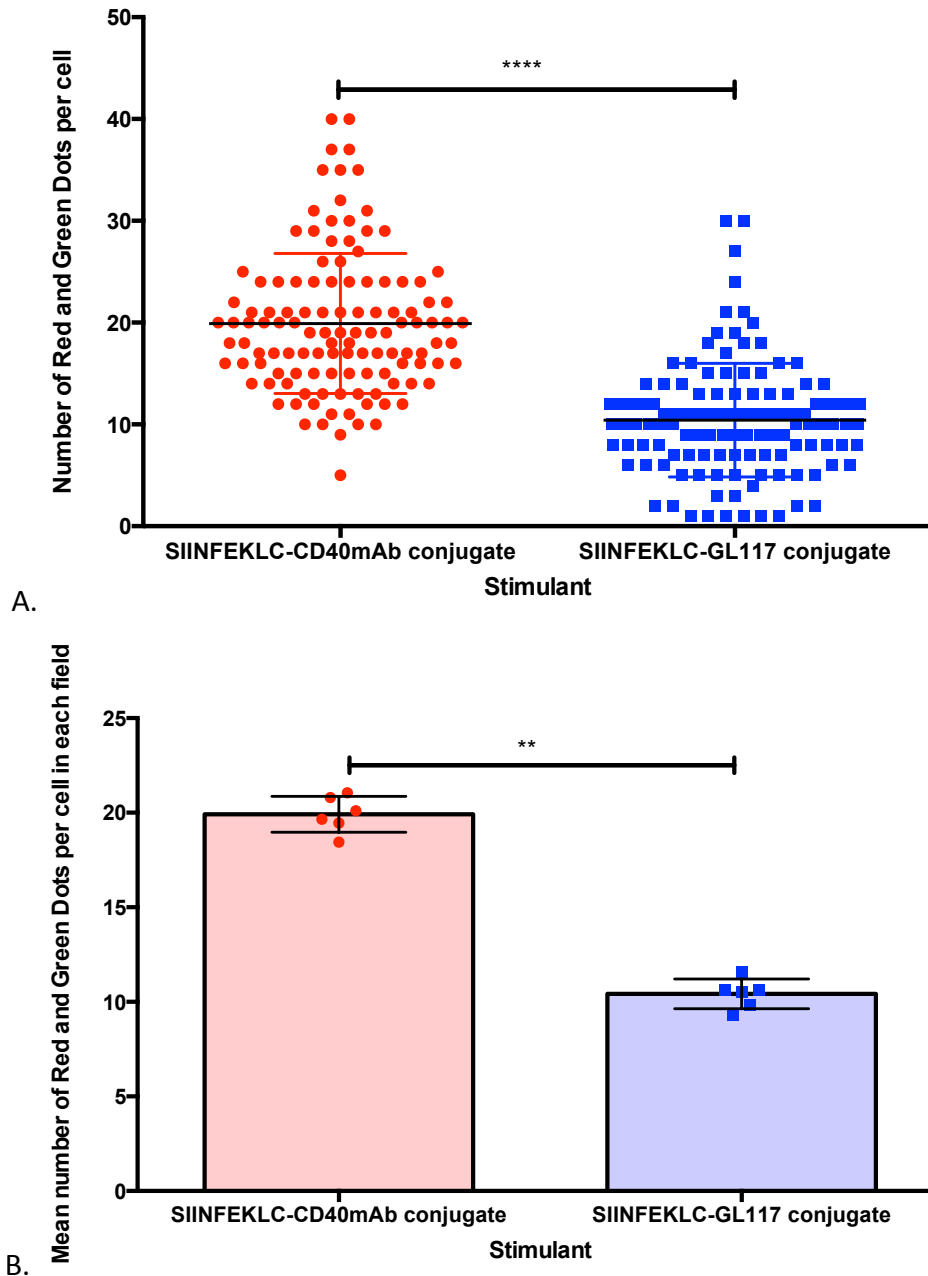 Number of Red and Green Dots per cell
50
40
30
20
10
0
****
SIINFEKLC-CD40mAb conjugate
SIINFEKLC-GL117 conjugate
Stimulant
A.
Mean number of Red and Green Dots per cell in each field
25
20
15
10
5
0
**
SIINFEKLC-CD40mAb conjugate
SIINFEKLC-GL117 conjugate
Stimulant
B.